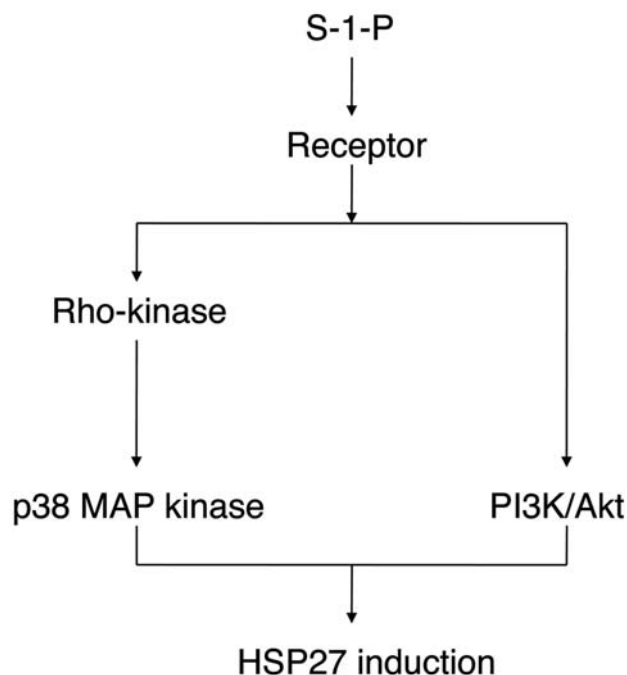 S-1-P
Receptor
Rho-kinase
p38 MAP kinase
PI3K/Akt
HSP27 induction